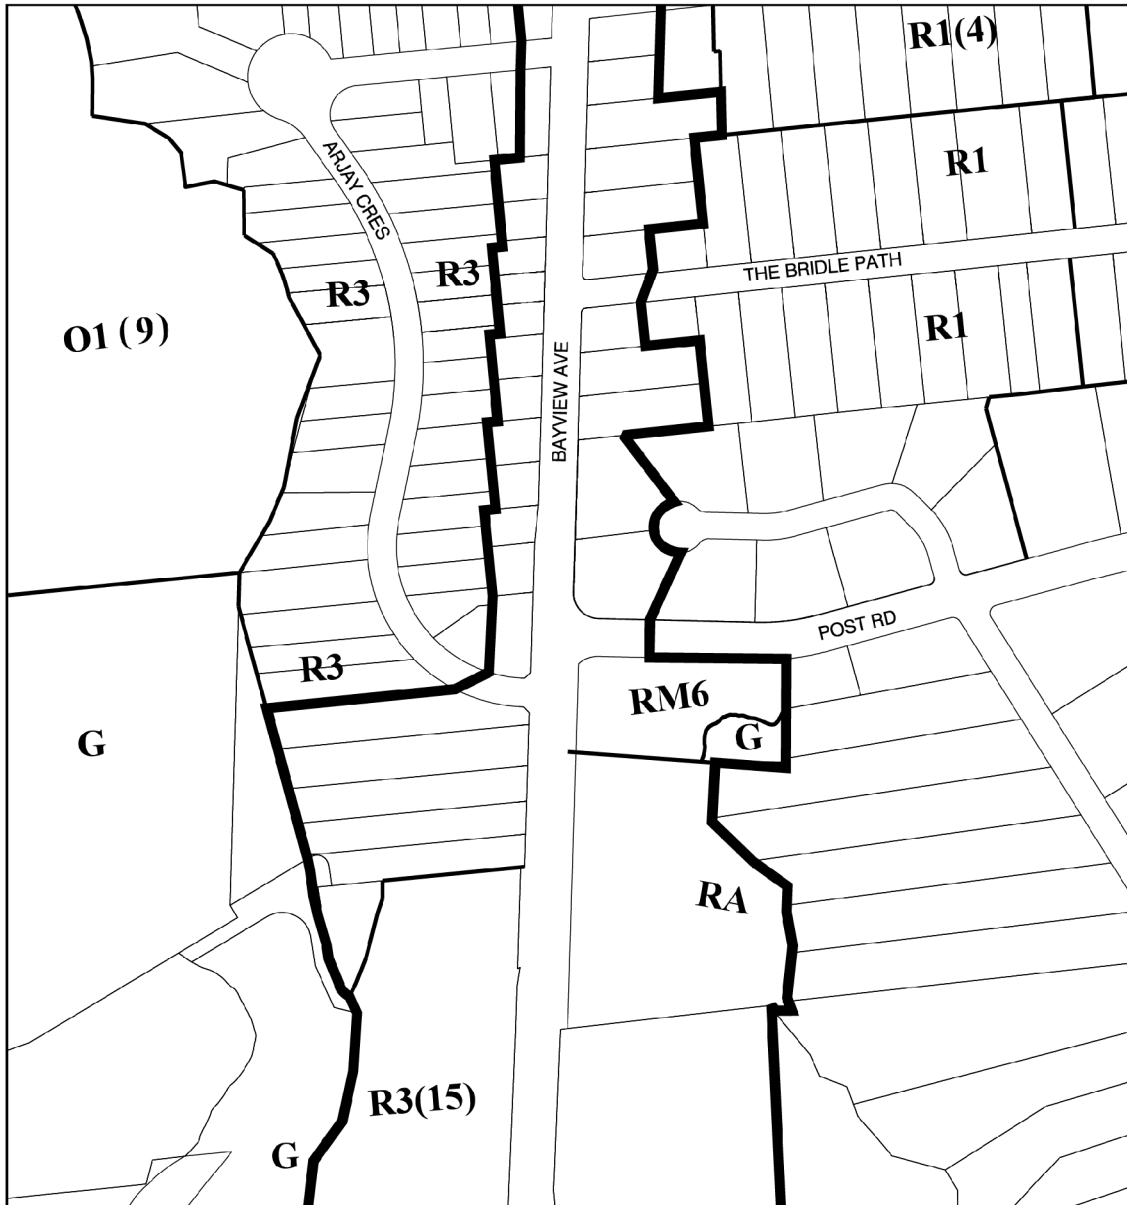 R1(4)
R1
ARJAY CRES
R3
R3
THE BRIDLE PATH
O1 (9)
R1
BAYVIEW AVE
POST RD
R3
RM6
G
G
RA
R3(15)
G